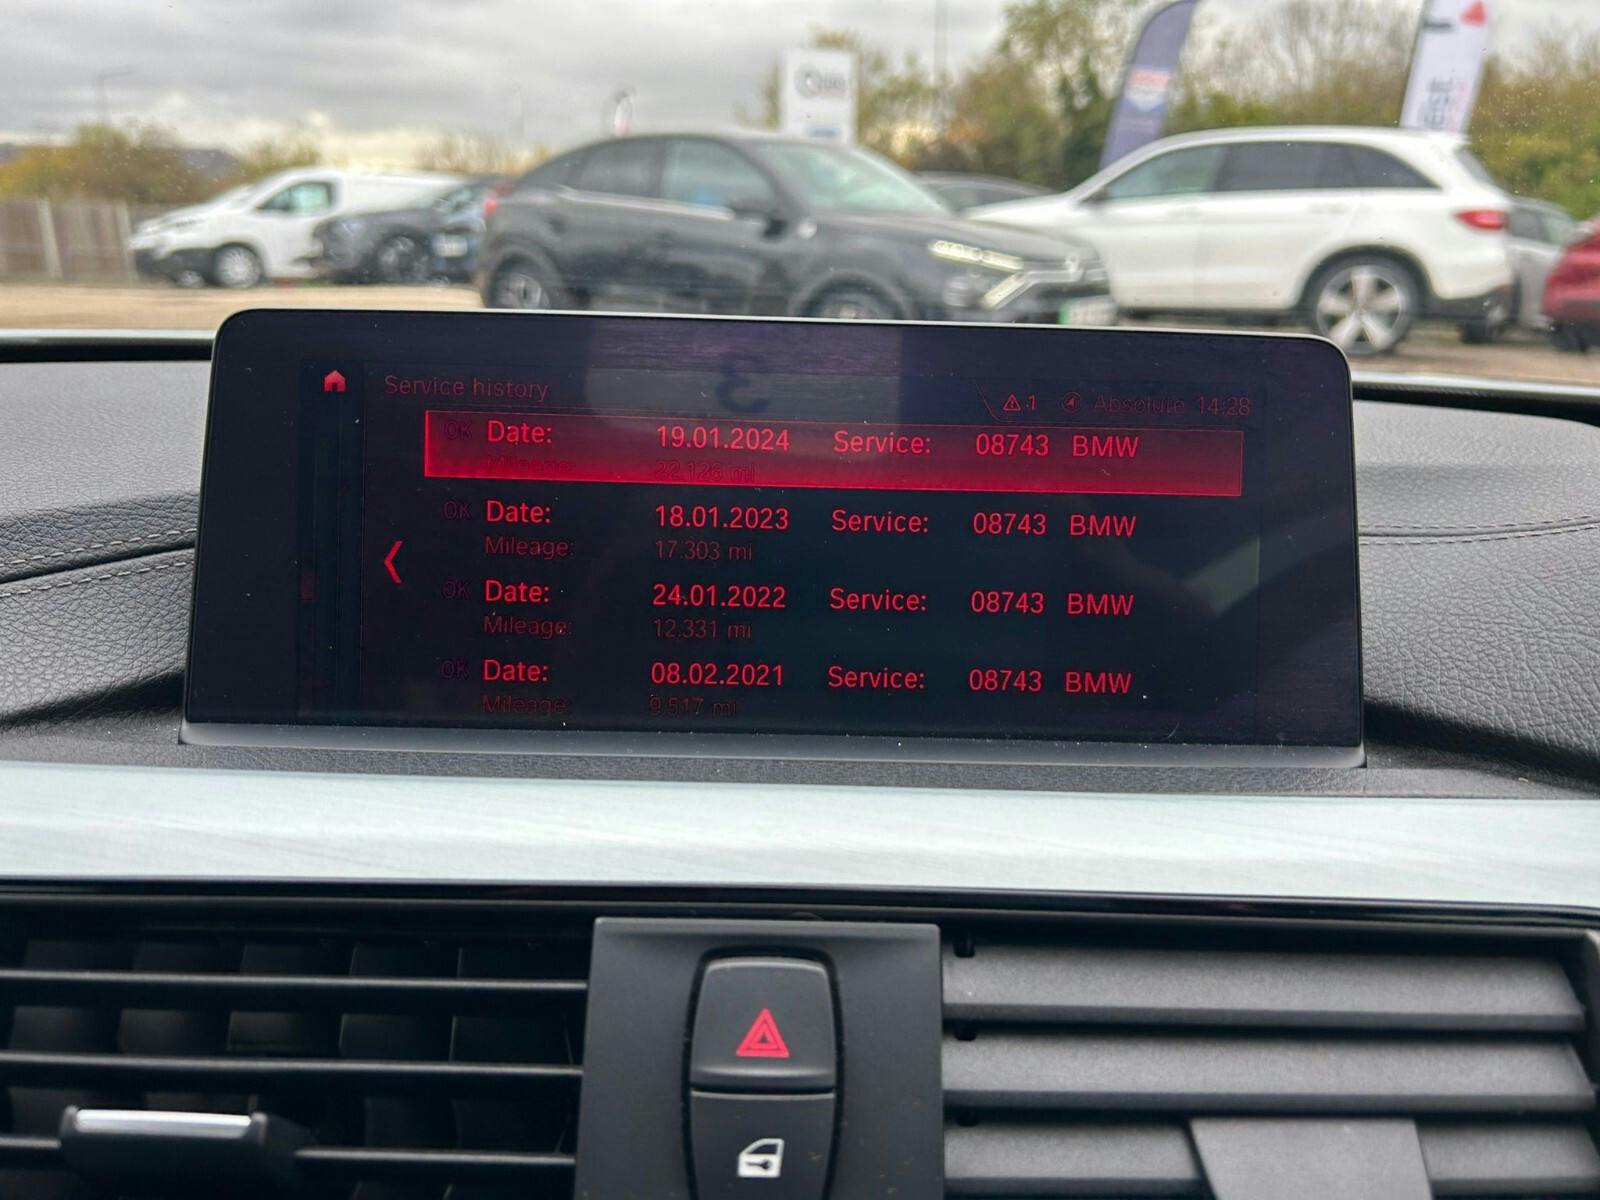 Service history
1 Absolute 14:28
OK Date: 19.01.2024 Service: 08743 BMW
Mileage: 22.126 mi
OK Date: 18.01.2023 Service: 08743 BMW
Mileage: 17.303 mi
OK Date: 24.01.2022 Service: 08743 BMW
Mileage: 12.331 mi
OK Date: 08.02.2021 Service: 08743 BMW
Mileage: 9.517 mi